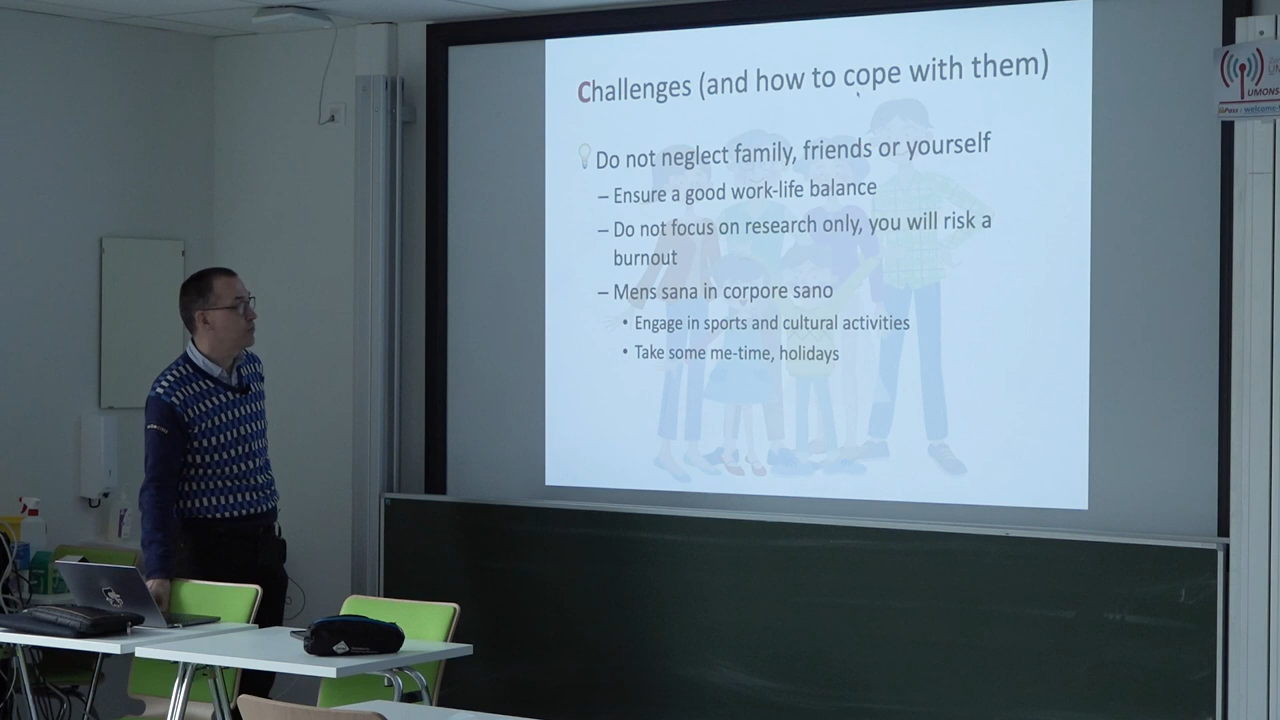 Challenges (and how to cope with them)
Do not neglect family, friends or yourself
– Ensure a good work-life balance
– Do not focus on research only, you will risk a
burnout
– Mens sana in corpore sano
• Engage in sports and cultural activities
• Take some me-time, holidays
UMONS